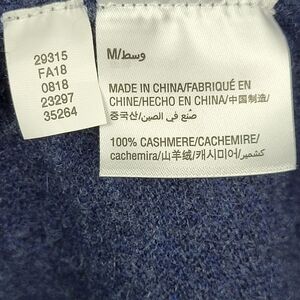 29315
FA18
0818
23297
35264
M/وسط
MADE IN CHINA/FABRIQUÉ EN
CHINE/HECHO EN CHINA/中国制造/
중국산/صنع في الصين/
100% CASHMERE/CACHEMIRE/
cachemira/山羊绒/캐시미어/كشمير